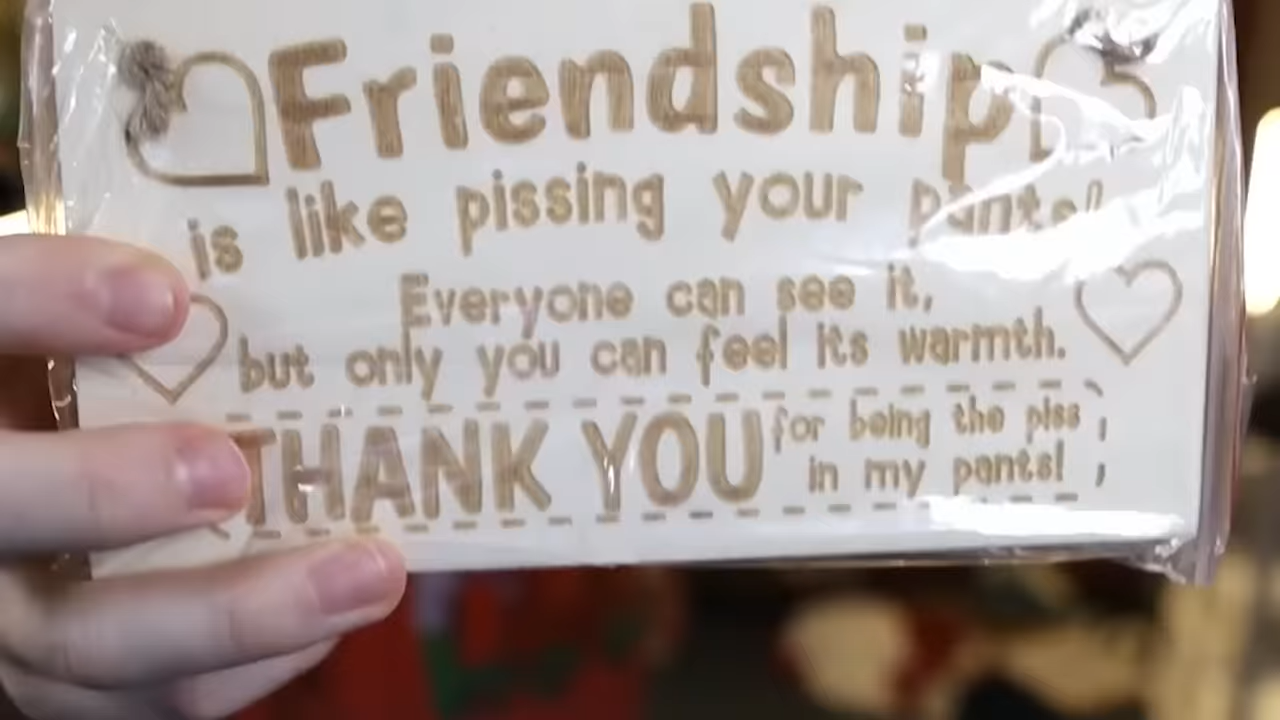 Friendship
is like pissing your pants!
Everyone can see it,
but only you can feel its warmth.
THANK YOU for being the piss
in my pants!